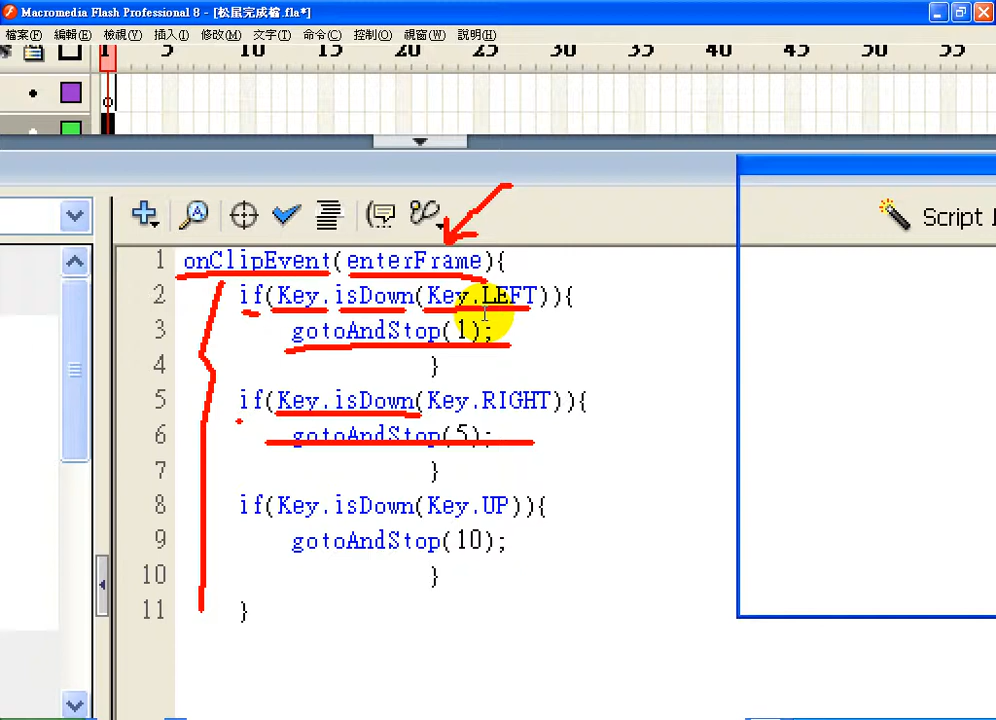 Macromedia Flash Professional 8 - [松鼠完成檔.fla*]
檔案(F) 編輯(E) 檢視(V) 插入(I) 修改(M) 文字(T) 命令(C) 控制(O) 視窗(W) 說明(H)
1 5 10 15 20 25 30 35 40 45 50 55
Script
1 onClipEvent(enterFrame){
2 if(Key.isDown(Key.LEFT)){
3 gotoAndStop(1);
4 }
5 if(Key.isDown(Key.RIGHT)){
6 gotoAndStop(5);
7 }
8 if(Key.isDown(Key.UP)){
9 gotoAndStop(10);
10 }
11 }